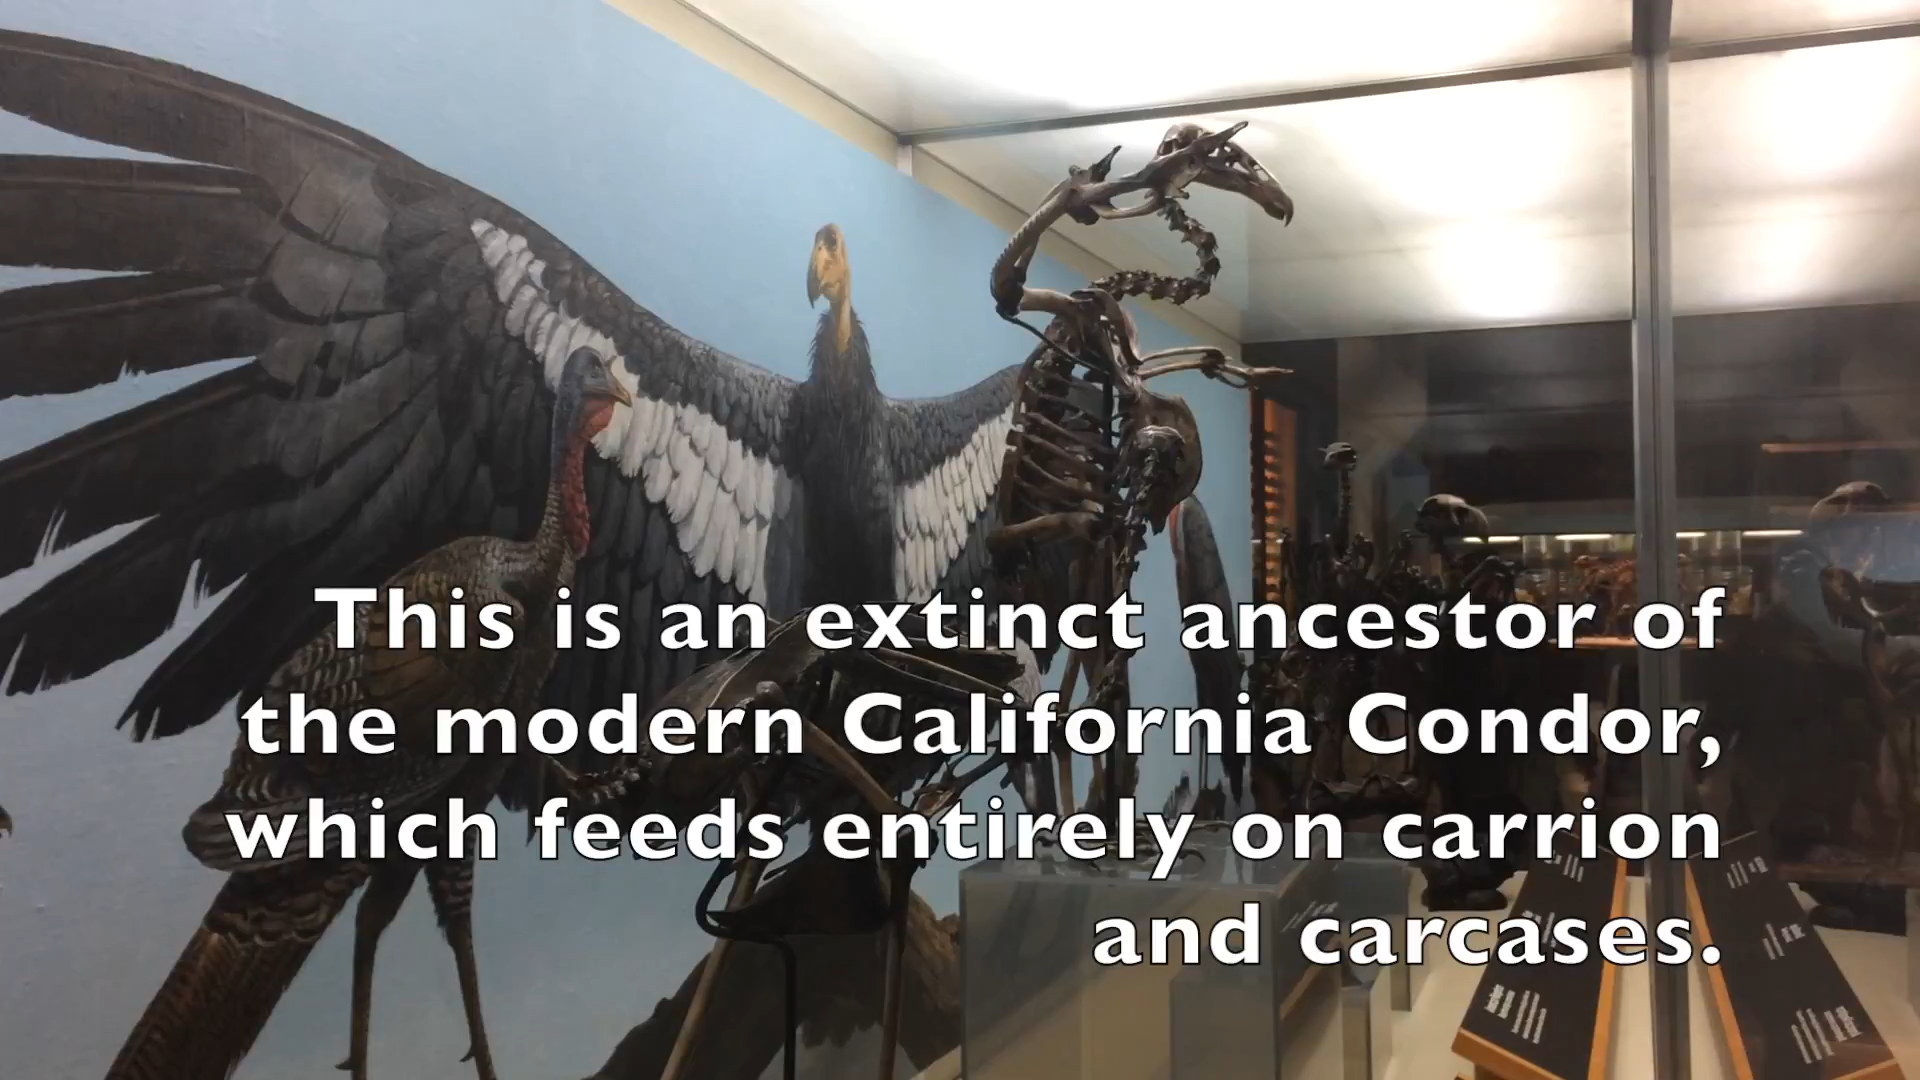 This is an extinct ancestor of
the modern California Condor,
which feeds entirely on carrion
and carcases.